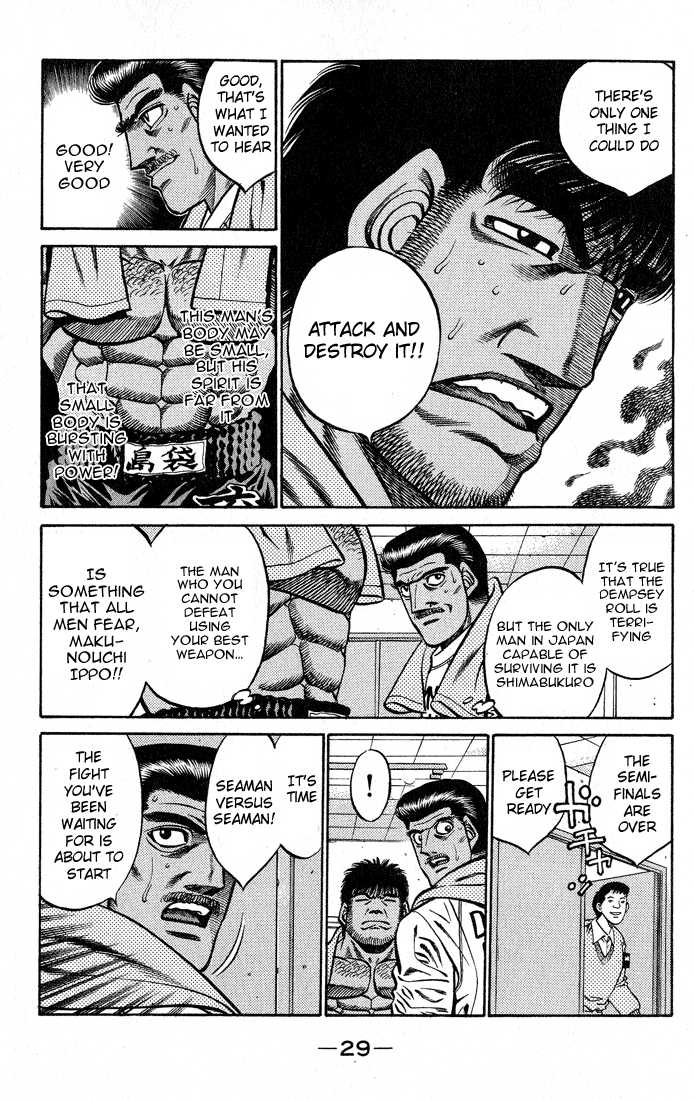 THERE'S
ONLY ONE
THING I
COULD DO
ATTACK AND
DESTROY IT!!
GOOD,
THAT'S
WHAT I
WANTED
TO HEAR
GOOD!
VERY
GOOD
THIS MAN'S
BODY MAY
BE SMALL,
BUT HIS
SPIRIT IS
FAR FROM
IT
THAT
SMALL
BODY IS
BURSTING
WITH
POWER!
島袋
IT'S TRUE
THAT THE
DEMPSEY
ROLL IS
TERRI-
FYING
BUT THE ONLY
MAN IN JAPAN
CAPABLE OF
SURVIVING IT IS
SHIMABUKURO
THE MAN
WHO YOU
CANNOT
DEFEAT
USING
YOUR BEST
WEAPON...
IS
SOMETHING
THAT ALL
MEN FEAR,
MAKU-
NOUCHI
IPPO!!
THE
SEMI-
FINALS
ARE
OVER
PLEASE
GET
READY
ガチャッ
!
IT'S
TIME
SEAMAN
VERSUS
SEAMAN!
THE
FIGHT
YOU'VE
BEEN
WAITING
FOR IS
ABOUT TO
START
—29—